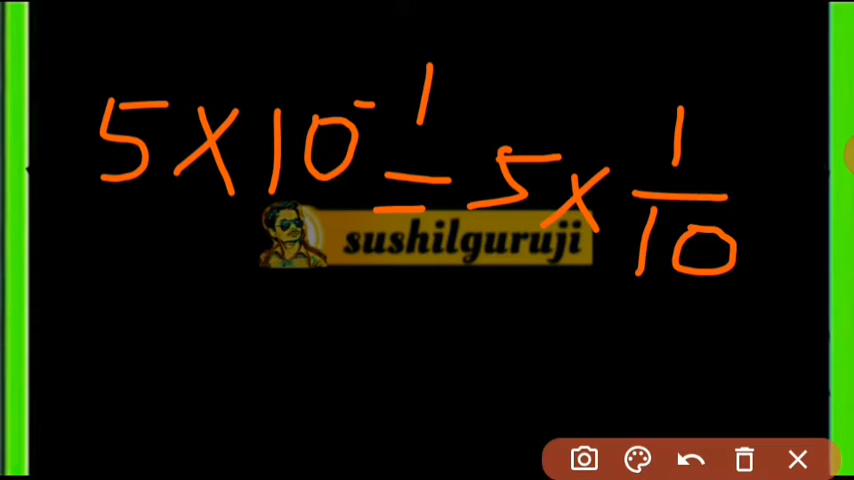 5 × 10⁻¹ = 5 × 1/10
sushilguruji